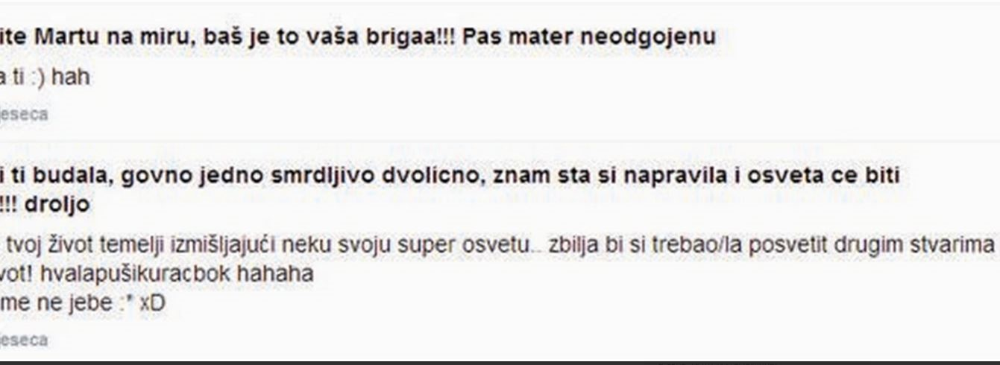 ite Martu na miru, baš je to vaša brigaa!!! Pas mater neodgojenu
a ti :) hah
eseca
i ti budala, govno jedno smrdljivo dvolicno, znam sta si napravila i osveta ce biti
!!! droljo
tvoj život temelji izmišljajući neku svoju super osvetu.. zbilja bi si trebao/la posvetit drugim stvarima
vot! hvalapušikuracbok hahaha
me ne jebe :* xD
eseca